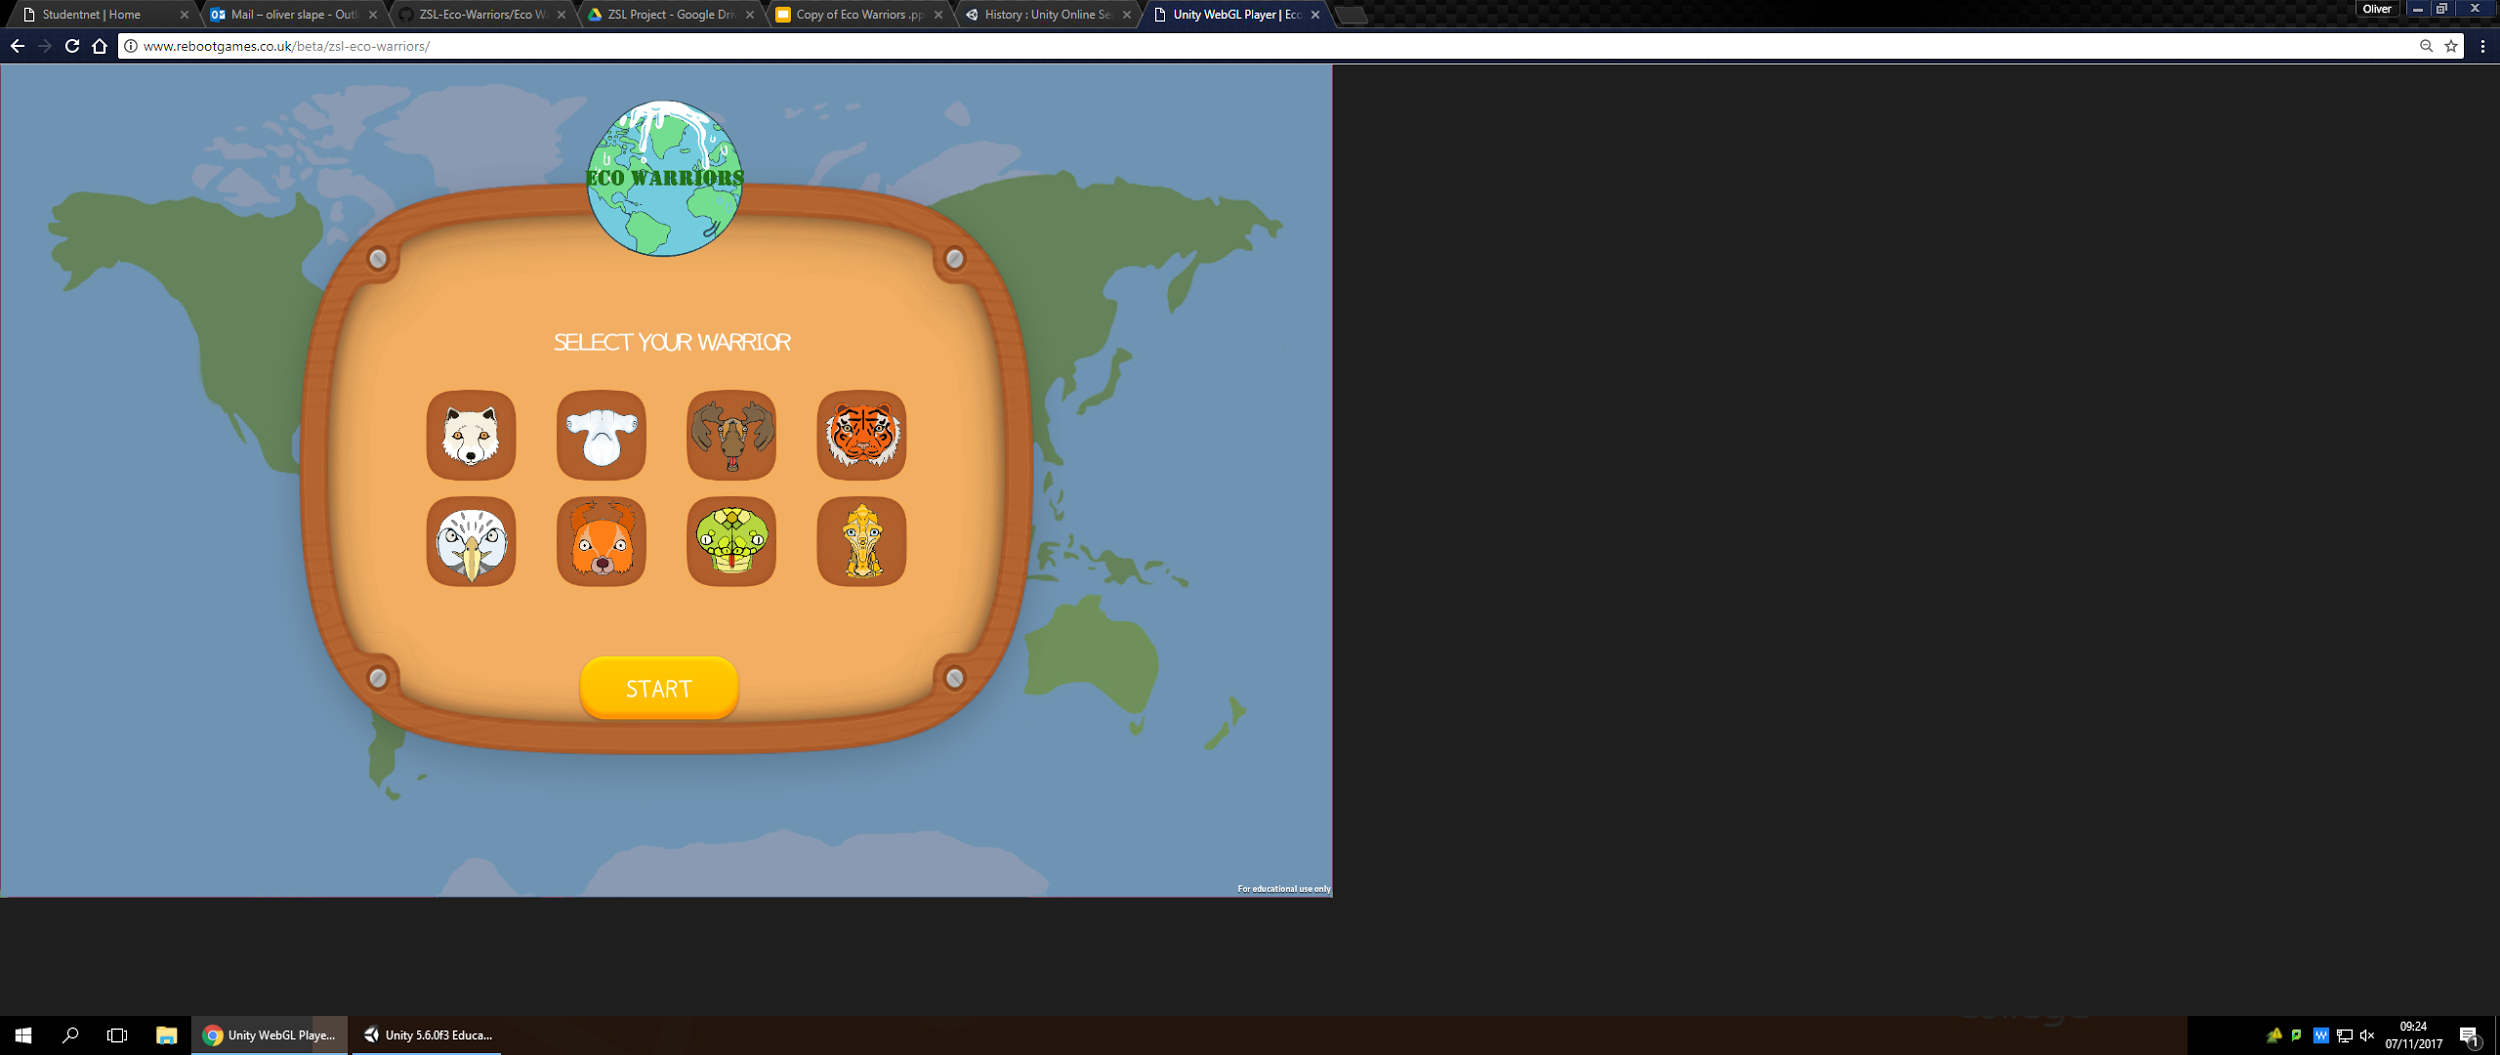 Studentnet | Home
Mail – oliver slape - Outl
ZSL-Eco-Warriors/Eco W
ZSL Project - Google Dri
Copy of Eco Warriors .pp
History : Unity Online Se
Unity WebGL Player | Ecc
Oliver
www.rebootgames.co.uk/beta/zsl-eco-warriors/
ECO WARRIORS
SELECT YOUR WARRIOR
START
For educational use only
Unity WebGL Playe...
Unity 5.6.0f3 Educa...
09:24
07/11/2017
1